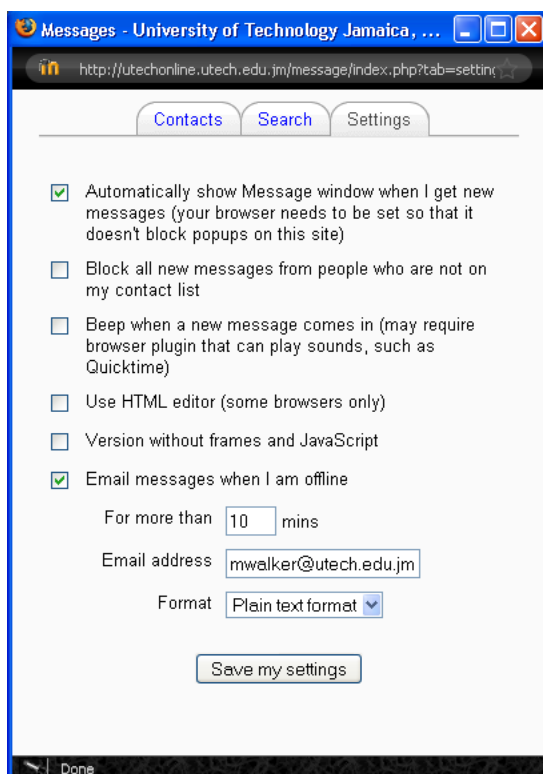 Messages - University of Technology Jamaica, ...
http://utechonline.utech.edu.jm/message/index.php?tab=setting
Contacts Search Settings
Automatically show Message window when I get new
messages (your browser needs to be set so that it
doesn't block popups on this site)
Block all new messages from people who are not on
my contact list
Beep when a new message comes in (may require
browser plugin that can play sounds, such as
Quicktime)
Use HTML editor (some browsers only)
Version without frames and JavaScript
Email messages when I am offline
For more than 10 mins
Email address mwalker@utech.edu.jm
Format Plain text format
Save my settings
Done